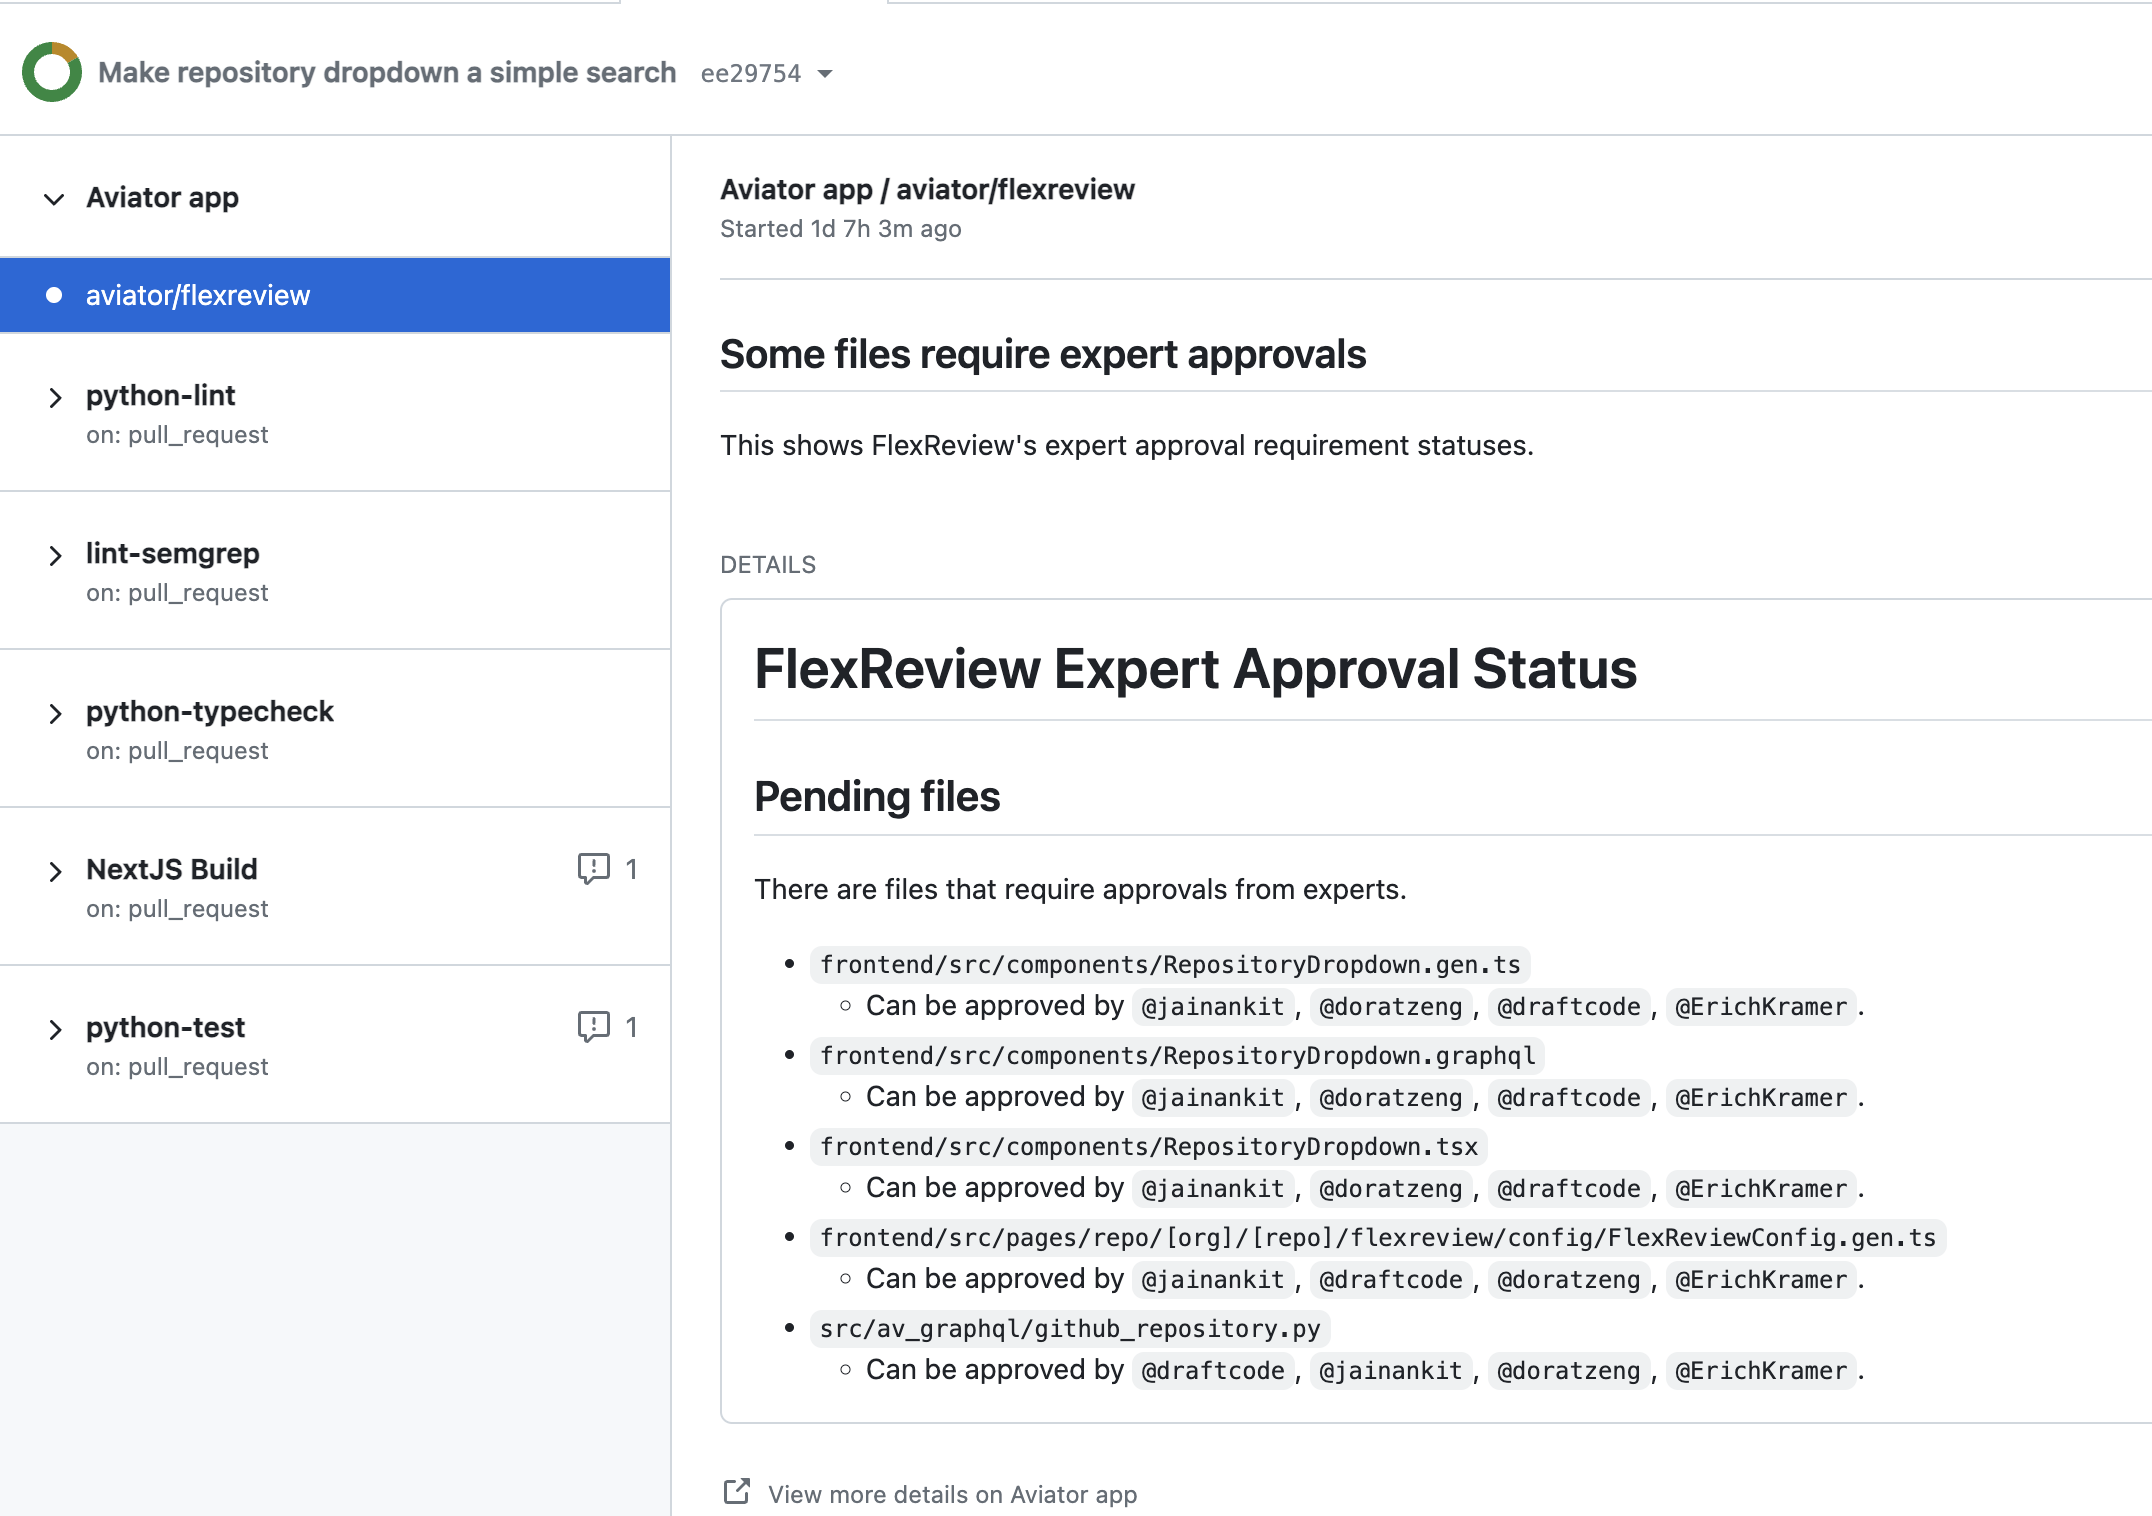 Make repository dropdown a simple search ee29754
Aviator app
aviator/flexreview
python-lint
on: pull_request
lint-semgrep
on: pull_request
python-typecheck
on: pull_request
NextJS Build 1
on: pull_request
python-test 1
on: pull_request
Aviator app / aviator/flexreview
Started 1d 7h 3m ago
Some files require expert approvals
This shows FlexReview's expert approval requirement statuses.
DETAILS
FlexReview Expert Approval Status
Pending files
There are files that require approvals from experts.
frontend/src/components/RepositoryDropdown.gen.ts
Can be approved by @jainankit, @doratzeng, @draftcode, @ErichKramer.
frontend/src/components/RepositoryDropdown.graphql
Can be approved by @jainankit, @doratzeng, @draftcode, @ErichKramer.
frontend/src/components/RepositoryDropdown.tsx
Can be approved by @jainankit, @doratzeng, @draftcode, @ErichKramer.
frontend/src/pages/repo/[org]/[repo]/flexreview/config/FlexReviewConfig.gen.ts
Can be approved by @jainankit, @draftcode, @doratzeng, @ErichKramer.
src/av_graphql/github_repository.py
Can be approved by @draftcode, @jainankit, @doratzeng, @ErichKramer.
View more details on Aviator app